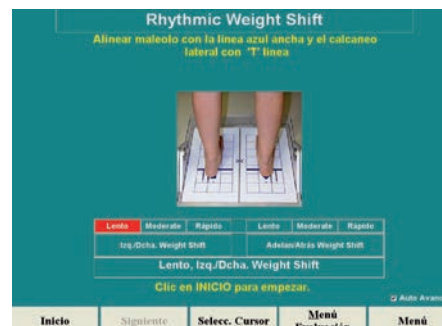 Rhythmic Weight Shift
Alinear maleolo con la linea azul ancha y el calcaneo
lateral con 'T' linea
Lento Moderate Rápido Lento Moderate Rápido
Izq./Dcha. Weight Shift Adelan/Atrás Weight Shift
Lento, Izq./Dcha. Weight Shift
Clic en INICIO para empezar.
Auto Avanc
Inicio Siguiente Selecc. Cursor Menú Menú
Evaluación